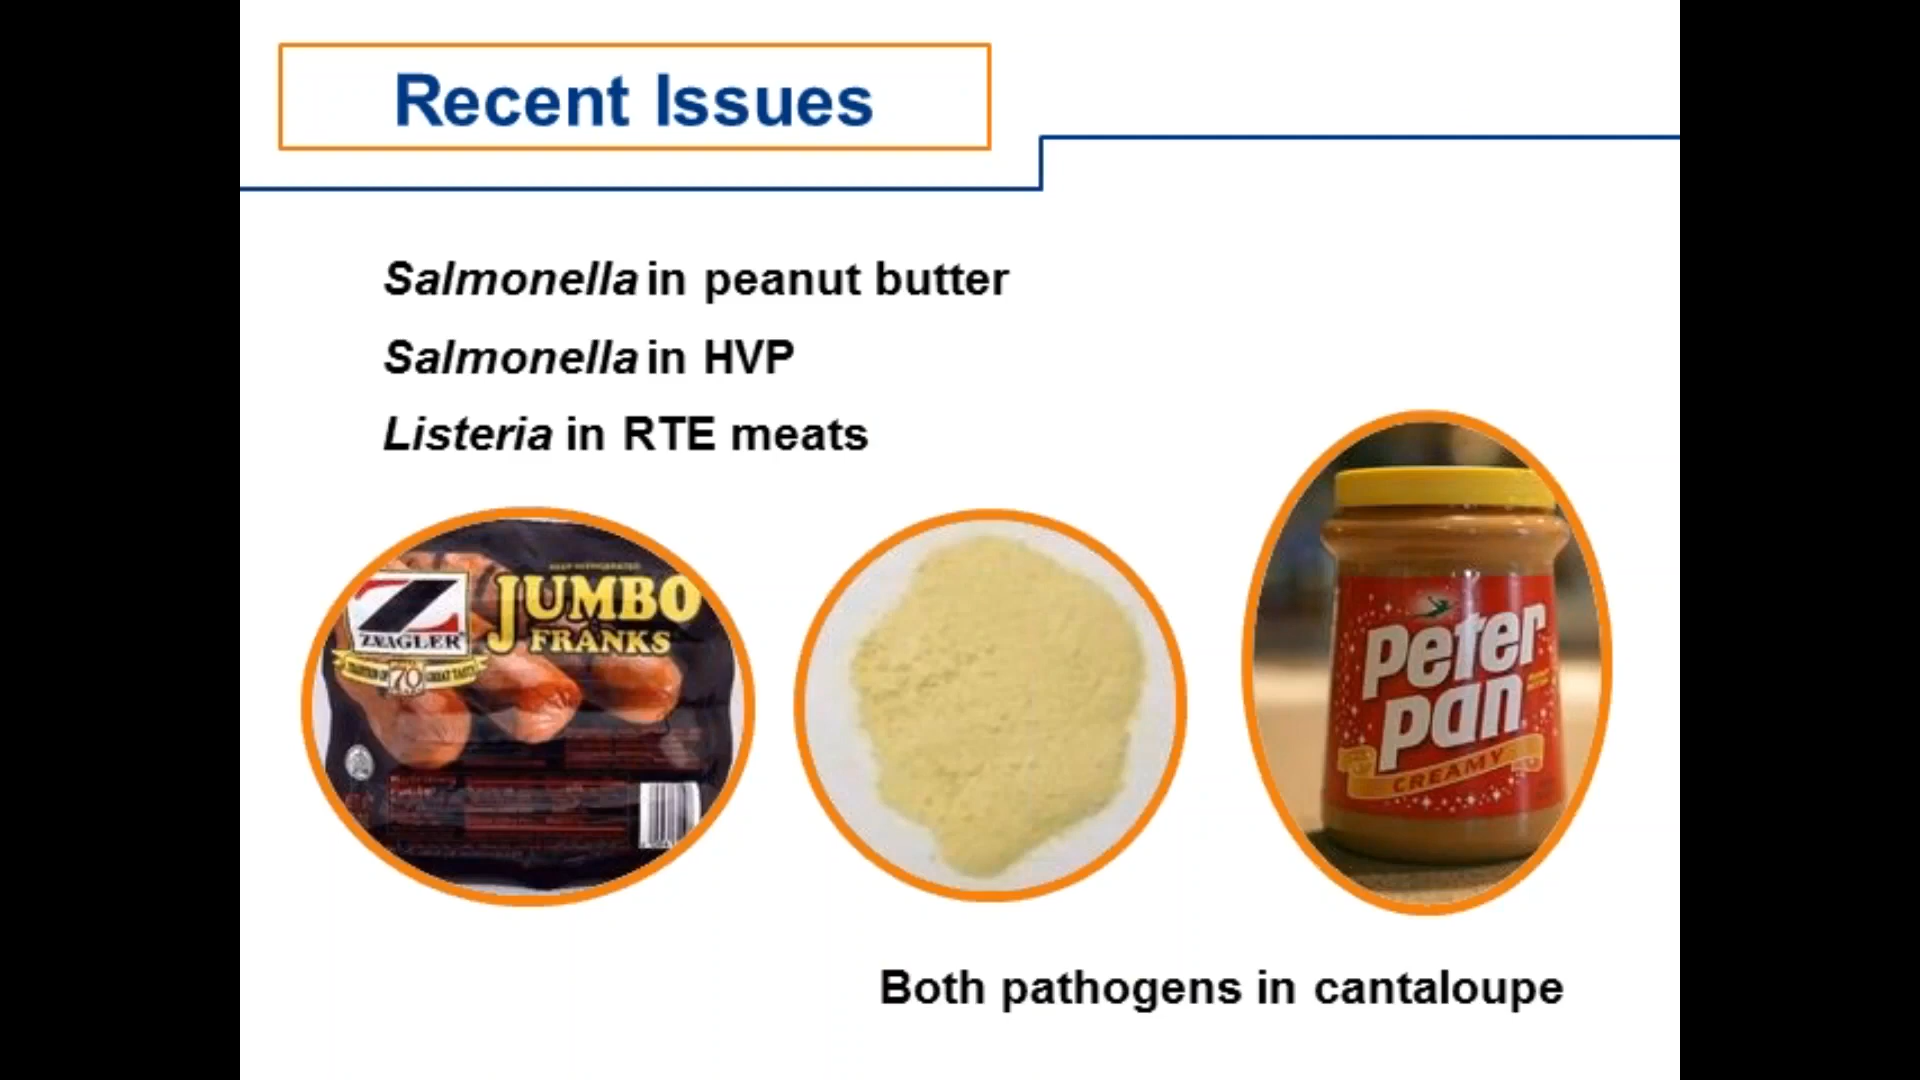 Recent Issues
Salmonella in peanut butter
Salmonella in HVP
Listeria in RTE meats
JUMBO
FRANKS
Z
ZEAGLER
70
peter
pan
CREAMY
Both pathogens in cantaloupe